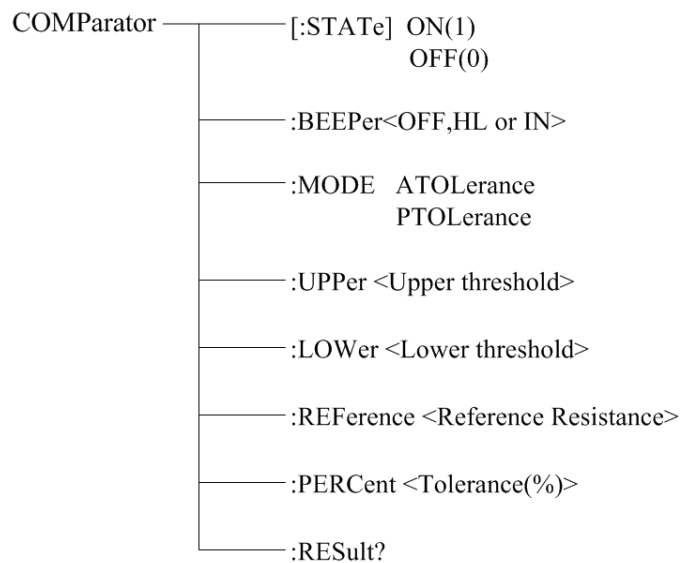 COMParator [:STATe] ON(1)
OFF(0)
:BEEPer<OFF,HL or IN>
:MODE ATOLerance
PTOLerance
:UPPer <Upper threshold>
:LOWer <Lower threshold>
:REFerence <Reference Resistance>
:PERCent <Tolerance(%)>
:RESult?